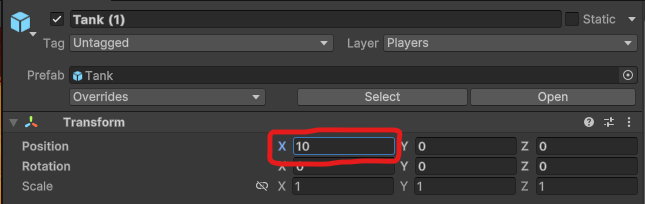 Tank (1) Static
Tag Untagged Layer Players
Prefab Tank
Overrides Select Open
Transform
Position X 10 Y 0 Z 0
Rotation X 0 Y 0 Z 0
Scale X 1 Y 1 Z 1